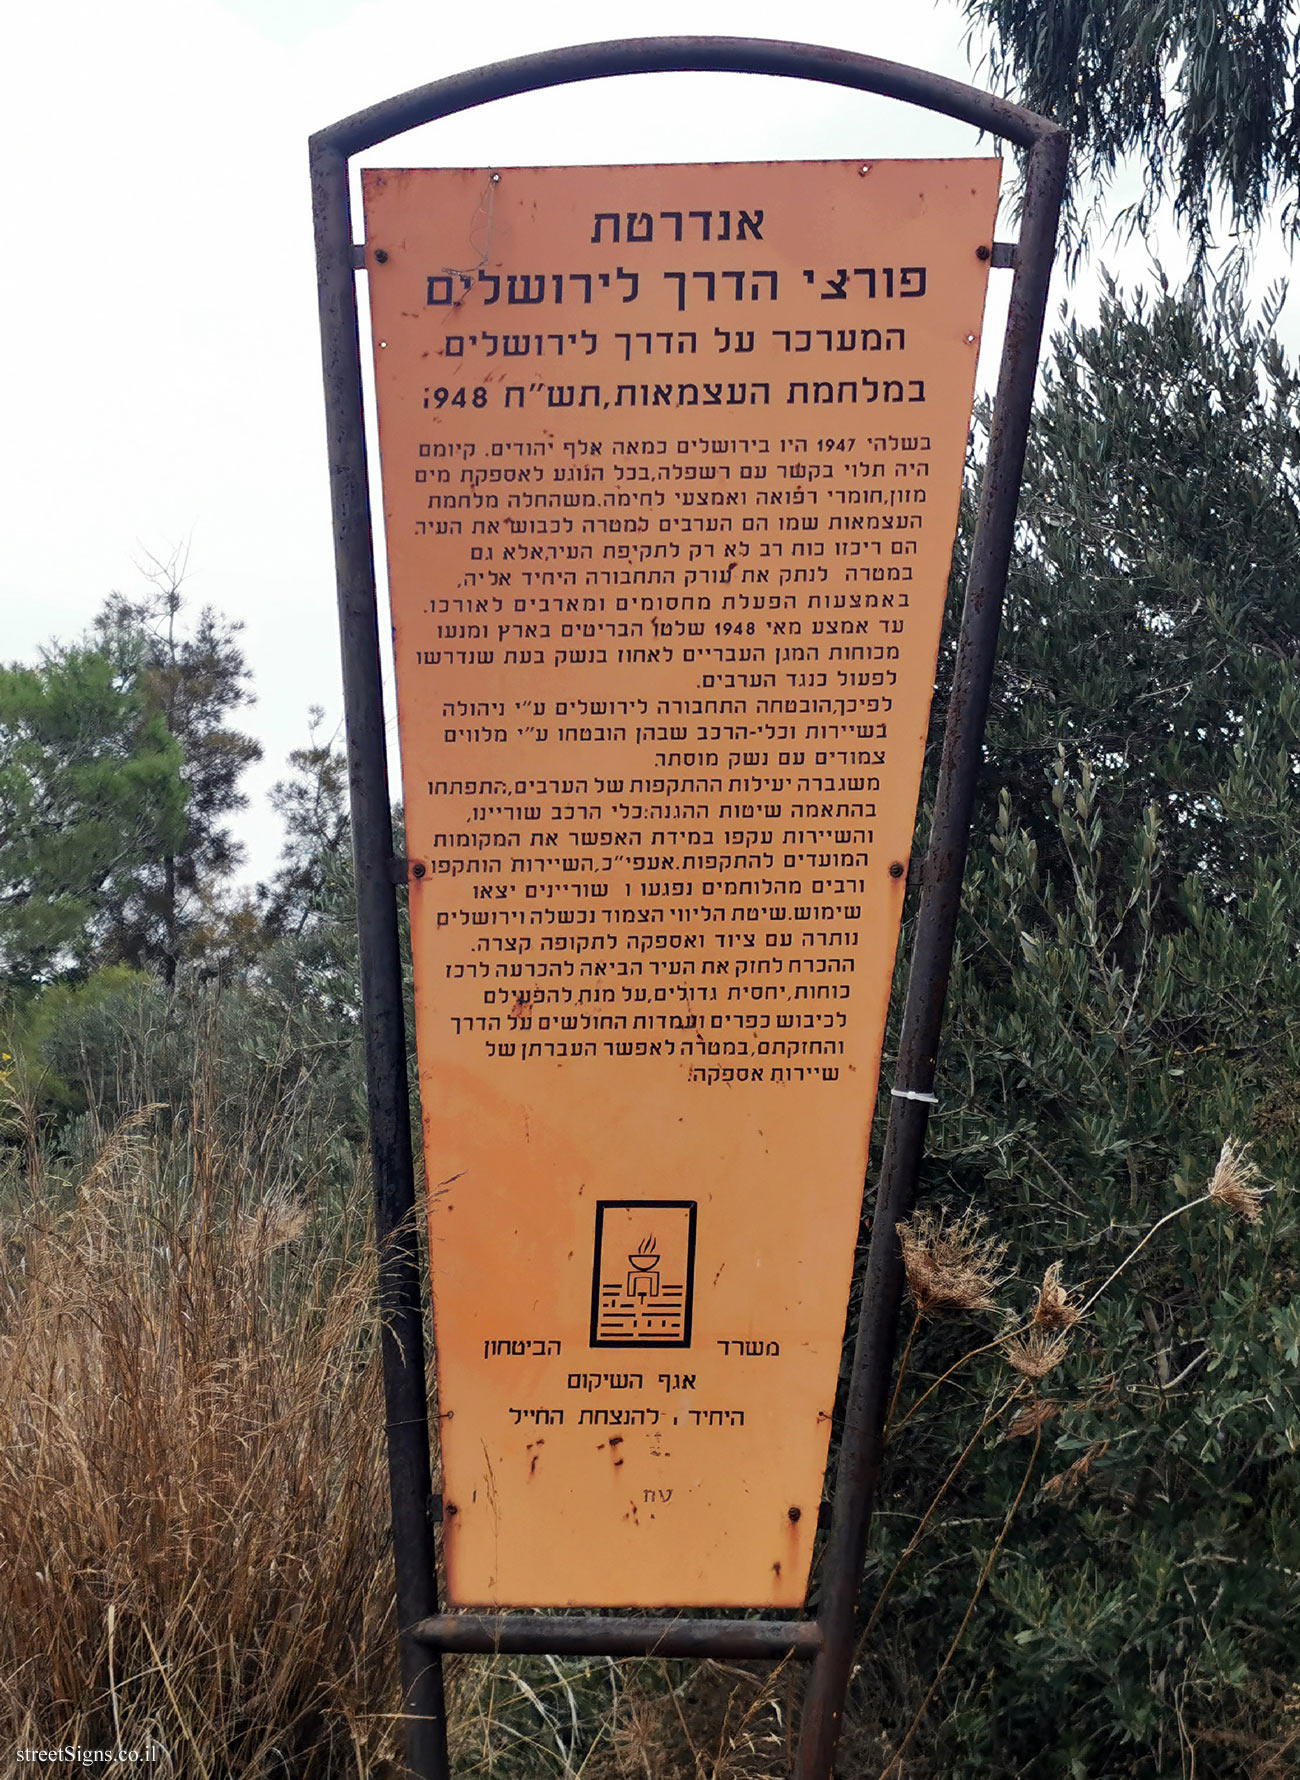 אנדרטת
פורצי הדרך לירושלים
המערכה על הדרך לירושלים
במלחמת העצמאות,תש"ח 1948
בשלהי 1947 היו בירושלים כמאה אלף יהודים. קיומם
היה תלוי בקשר עם השפלה,בכל הנוגע לאספקת מים
מזון,חומרי רפואה ואמצעי לחימה.משהחלה מלחמת
העצמאות שמו הם הערבים למטרה לכבוש את העיר.
הם ריכזו כוח רב לא רק לתקיפת העיר,אלא גם
במטרה לנתק את עורק התחבורה היחיד אליה,
באמצעות הפעלת מחסומים ומארבים לאורכו.
עד אמצע מאי 1948 שלטו הבריטים בארץ ומנעו
מכוחות המגן העבריים לאחוז בנשק בעת שנדרשו
לפעול כנגד הערבים.
לפיכך,הובטחה התחבורה לירושלים ע"י ניהולה
בשיירות וכלי-הרכב שבהן הובטחו ע"י מלווים
צמודים עם נשק מוסתר.
משגברה יעילות ההתקפות של הערבים,התפתחו
בהתאמה שיטות ההגנה:כלי הרכב שוריינו,
והשיירות עקפו במידת האפשר את המקומות
המועדים להתקפות.אעפי"כ,השיירות הותקפו
ורבים מהלוחמים נפגעו ו שוריינים יצאו
שימוש.שיטת הליווי הצמוד נכשלה וירושלים
נותרה עם ציוד ואספקה לתקופה קצרה.
ההכרח לחזק את העיר הביאה להכרעה לרכז
כוחות,יחסית גדולים,על מנת להפעילם
לכיבוש כפרים ועמדות החולשים על הדרך
והחזקתם,במטרה לאפשר העברתן של
שיירות אספקה.
משרד הביטחון
אגף השיקום
היחידה להנצחת החייל
streetSigns.co.il